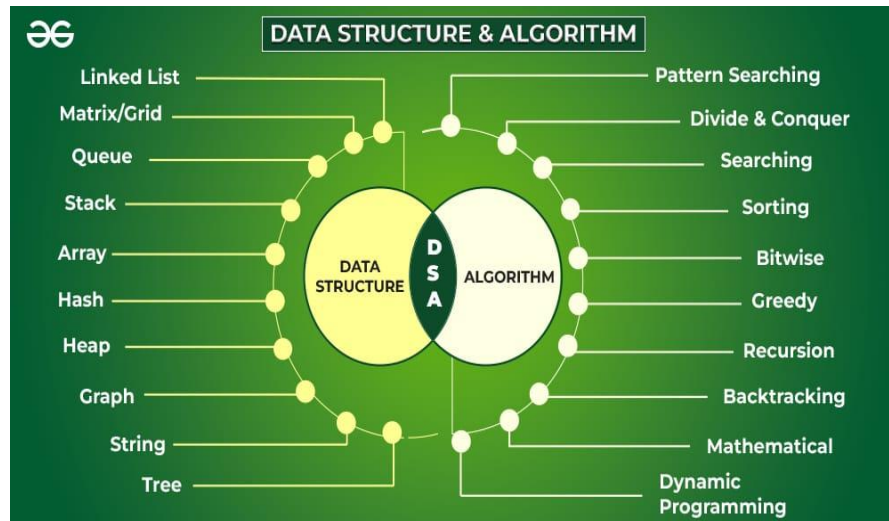 DATA STRUCTURE & ALGORITHM
Linked List
Matrix/Grid
Queue
Stack
Array
Hash
Heap
Graph
String
Tree
DATA
STRUCTURE
DSA
ALGORITHM
Pattern Searching
Divide & Conquer
Searching
Sorting
Bitwise
Greedy
Recursion
Backtracking
Mathematical
Dynamic
Programming